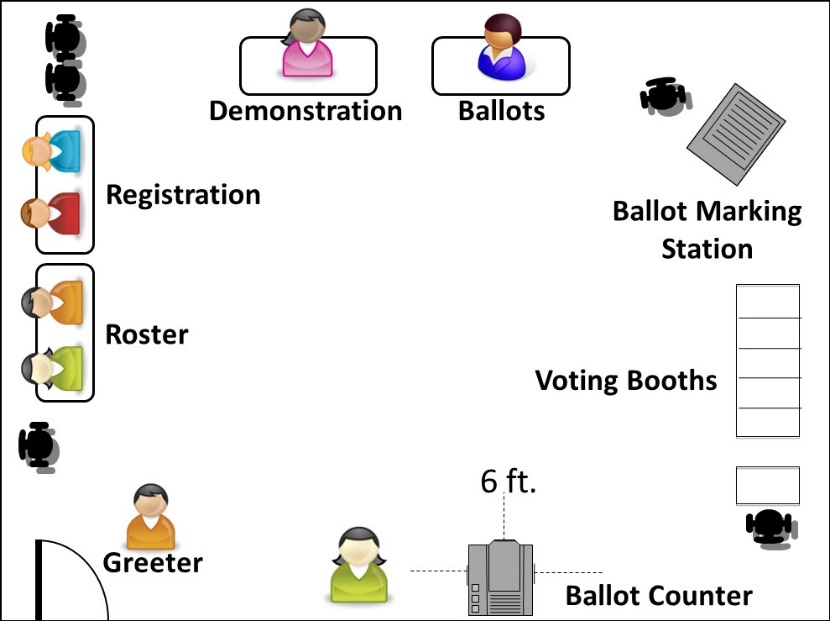 Demonstration
Ballots
Registration
Ballot Marking
Station
Roster
Voting Booths
6 ft.
Greeter
Ballot Counter